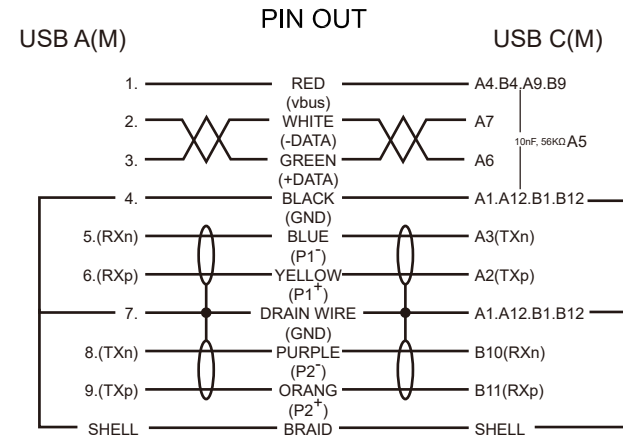 PIN OUT
USB A(M) USB C(M)
1. RED A4.B4.A9.B9
(vbus)
2. WHITE A7
(-DATA)
10nF, 56KΩ A5
3. GREEN A6
(+DATA)
4. BLACK A1.A12.B1.B12
(GND)
5.(RXn) BLUE A3(TXn)
(P1-)
6.(RXp) YELLOW A2(TXp)
(P1+)
7. DRAIN WIRE A1.A12.B1.B12
(GND)
8.(TXn) PURPLE B10(RXn)
(P2-)
9.(TXp) ORANG B11(RXp)
(P2+)
SHELL BRAID SHELL